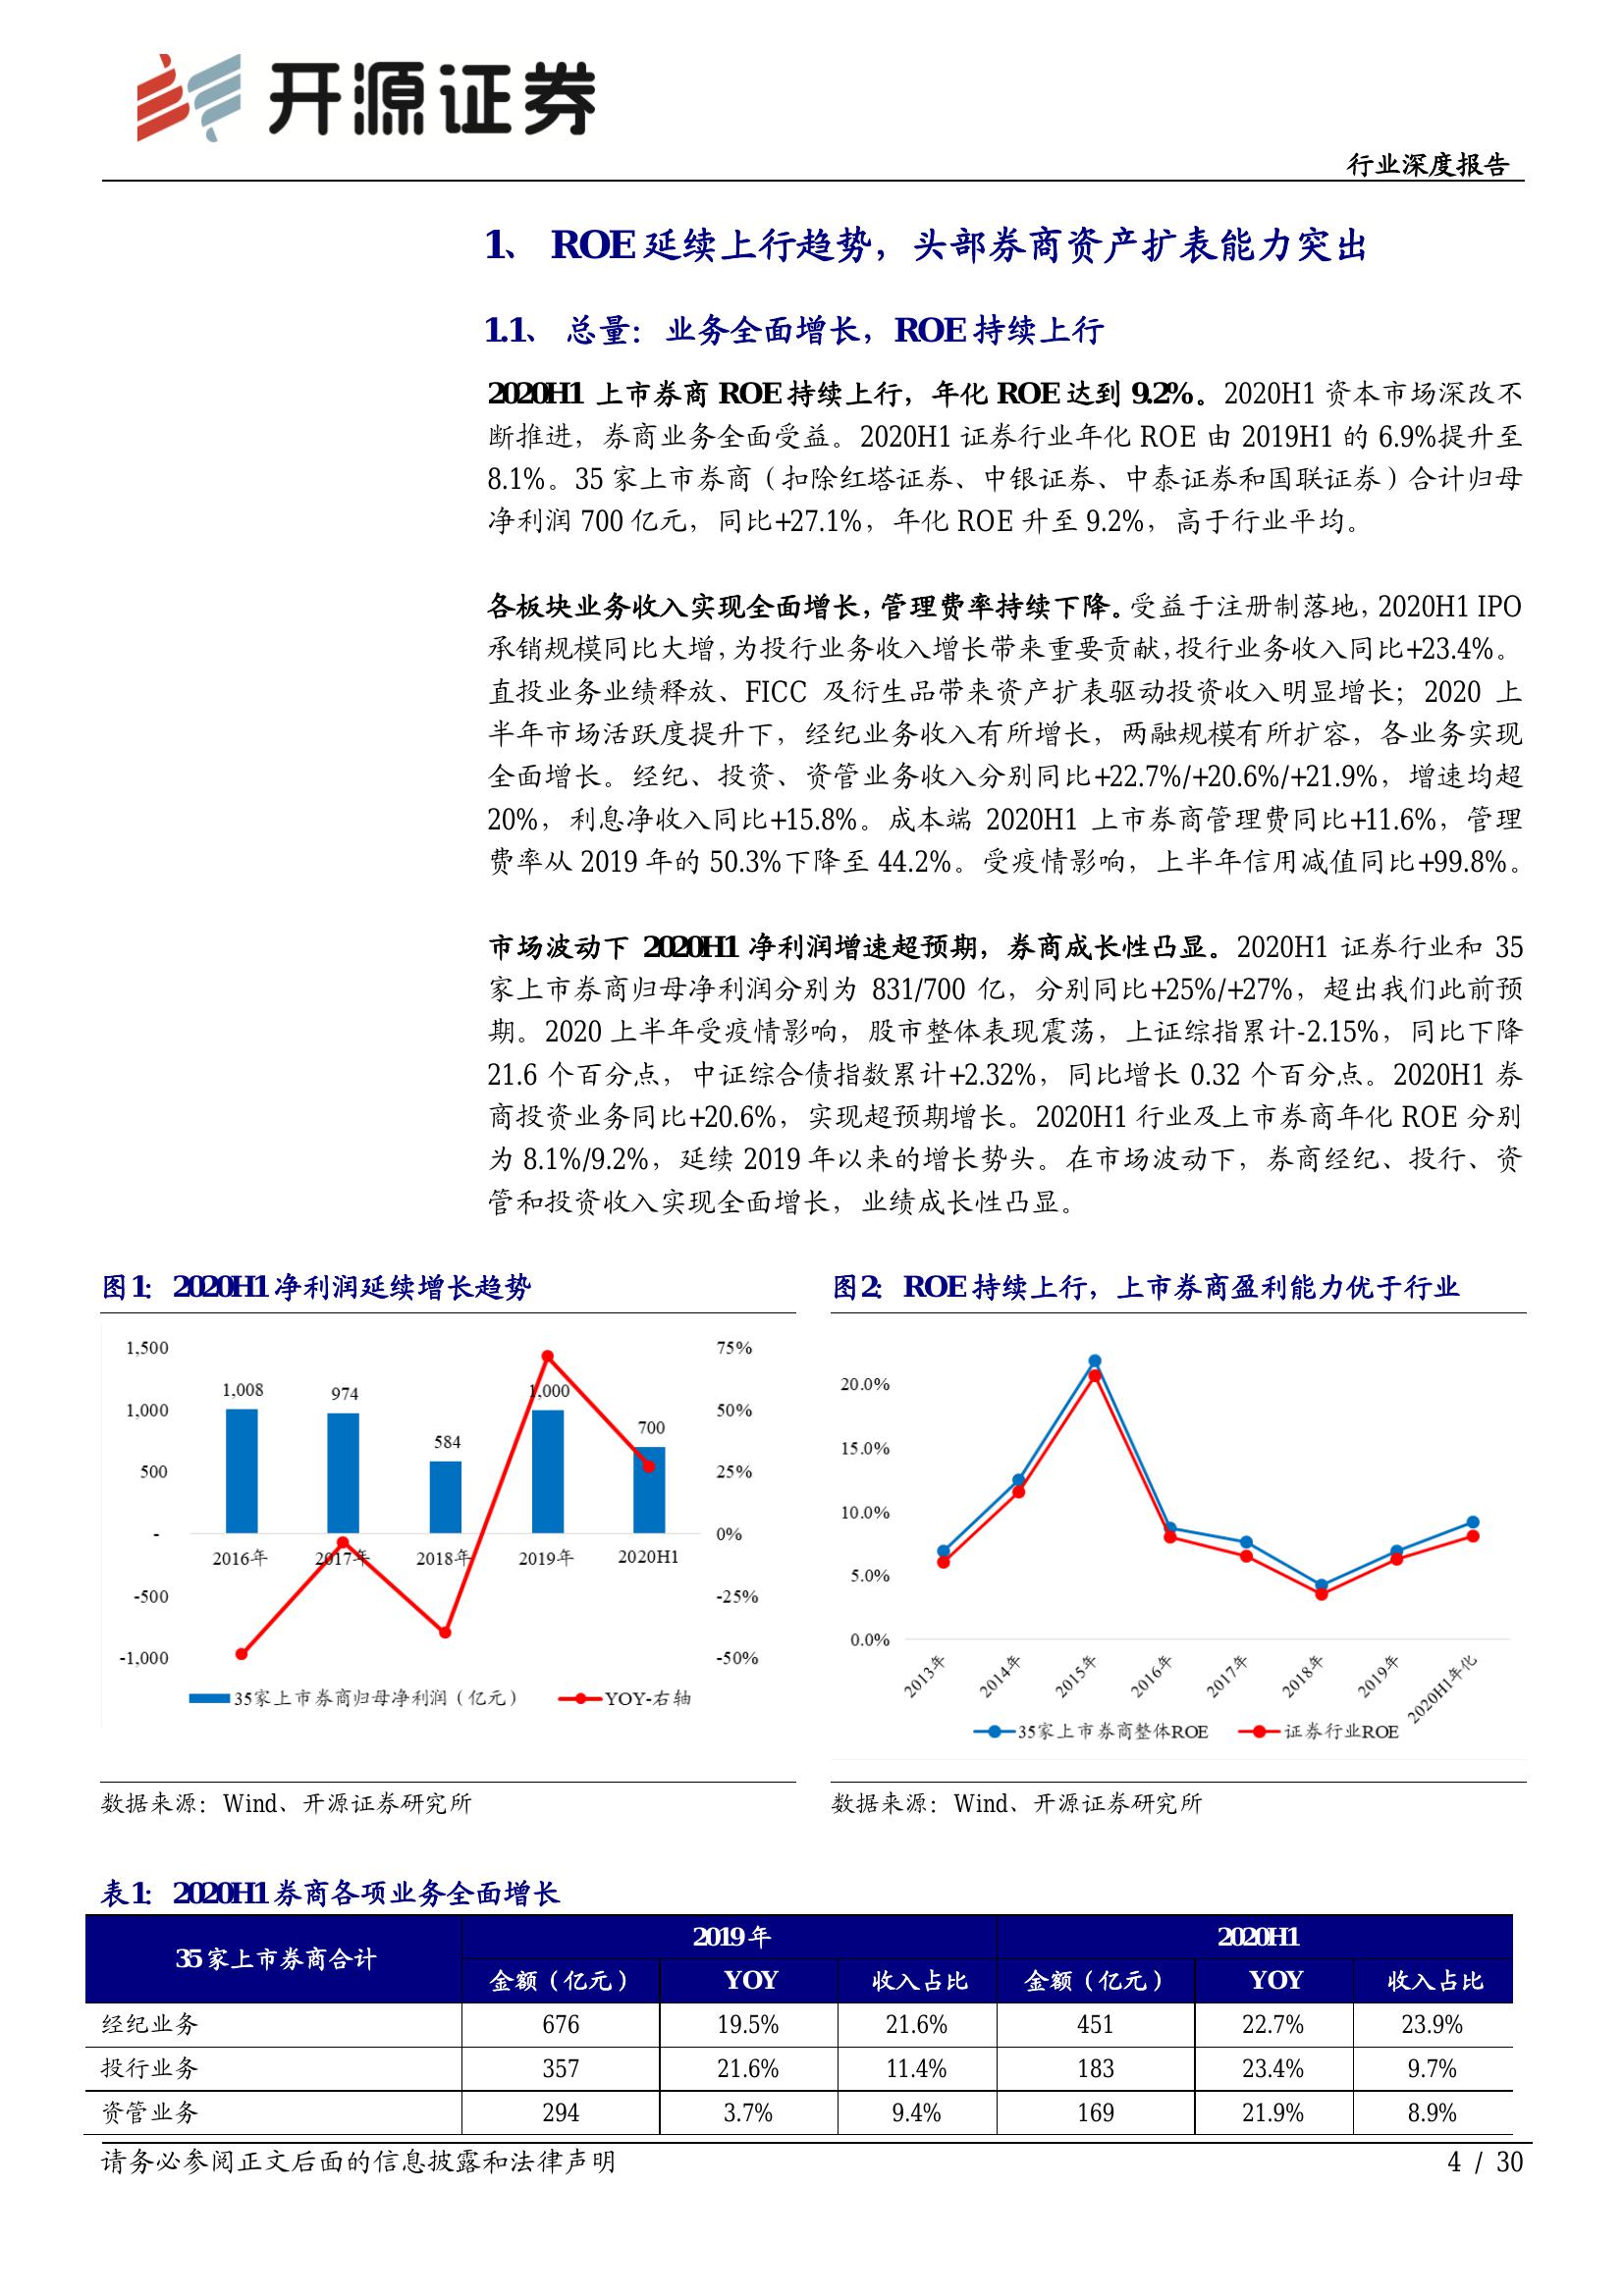 开源证券
行业深度报告
1、 ROE 延续上行趋势，头部券商资产扩表能力突出
1.1、 总量：业务全面增长，ROE 持续上行
2020H1 上市券商 ROE 持续上行，年化 ROE 达到 9.2%。2020H1 资本市场深改不
断推进，券商业务全面受益。2020H1 证券行业年化 ROE 由 2019H1 的 6.9%提升至
8.1%。35 家上市券商（扣除红塔证券、中银证券、中泰证券和国联证券）合计归母
净利润 700 亿元，同比+27.1%，年化 ROE 升至 9.2%，高于行业平均。
各板块业务收入实现全面增长，管理费率持续下降。受益于注册制落地，2020H1 IPO
承销规模同比大增，为投行业务收入增长带来重要贡献，投行业务收入同比+23.4%。
直投业务业绩释放、FICC 及衍生品带来资产扩表驱动投资收入明显增长；2020 上
半年市场活跃度提升下，经纪业务收入有所增长，两融规模有所扩容，各业务实现
全面增长。经纪、投资、资管业务收入分别同比+22.7%/+20.6%/+21.9%，增速均超
20%，利息净收入同比+15.8%。成本端 2020H1 上市券商管理费同比+11.6%，管理
费率从 2019 年的 50.3%下降至 44.2%。受疫情影响，上半年信用减值同比+99.8%。
市场波动下 2020H1 净利润增速超预期，券商成长性凸显。2020H1 证券行业和 35
家上市券商归母净利润分别为 831/700 亿，分别同比+25%/+27%，超出我们此前预
期。2020 上半年受疫情影响，股市整体表现震荡，上证综指累计-2.15%，同比下降
21.6 个百分点，中证综合债指数累计+2.32%，同比增长 0.32 个百分点。2020H1 券
商投资业务同比+20.6%，实现超预期增长。2020H1 行业及上市券商年化 ROE 分别
为 8.1%/9.2%，延续 2019 年以来的增长势头。在市场波动下，券商经纪、投行、资
管和投资收入实现全面增长，业绩成长性凸显。
图 1： 2020H1 净利润延续增长趋势
1,500
1,000
500
-
-500
-1,000
75%
50%
25%
0%
-25%
-50%
1,008
974
584
1,000
700
2016年
2017年
2018年
2019年
2020H1
35家上市券商归母净利润（亿元）
YOY-右轴
数据来源：Wind、开源证券研究所
图 2： ROE 持续上行，上市券商盈利能力优于行业
20.0%
15.0%
10.0%
5.0%
0.0%
2013年
2014年
2015年
2016年
2017年
2018年
2019年
2020H1年化
35家上市券商整体ROE
证券行业ROE
数据来源：Wind、开源证券研究所
表 1： 2020H1 券商各项业务全面增长
35 家上市券商合计 2019 年 2020H1
金额（亿元） YOY 收入占比 金额（亿元） YOY 收入占比
经纪业务 676 19.5% 21.6% 451 22.7% 23.9%
投行业务 357 21.6% 11.4% 183 23.4% 9.7%
资管业务 294 3.7% 9.4% 169 21.9% 8.9%
请务必参阅正文后面的信息披露和法律声明 4 / 30